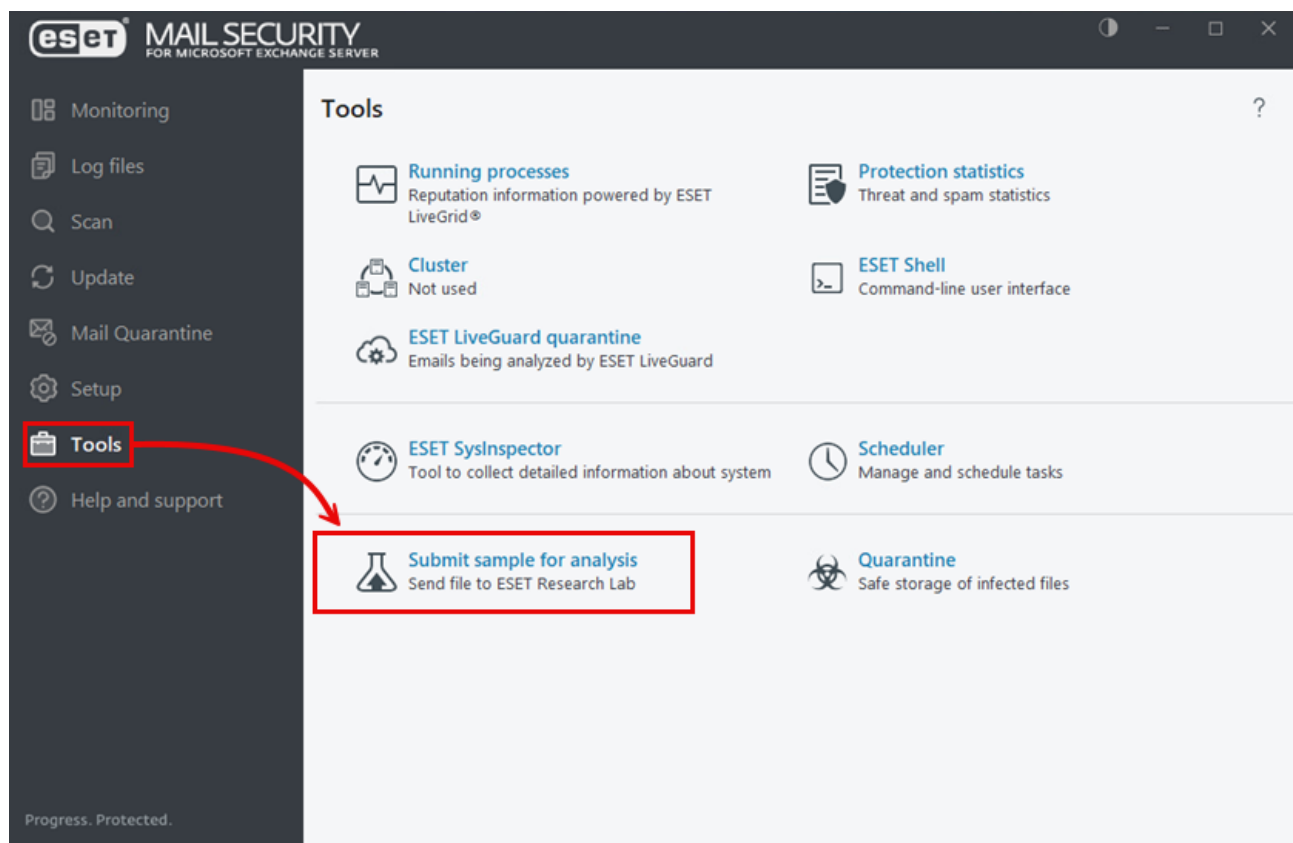 eset MAIL SECURITY
FOR MICROSOFT EXCHANGE SERVER
Monitoring
Log files
Scan
Update
Mail Quarantine
Setup
Tools
Help and support
Progress. Protected.
Tools
?
Running processes
Reputation information powered by ESET
LiveGrid®
Protection statistics
Threat and spam statistics
Cluster
Not used
ESET Shell
Command-line user interface
ESET LiveGuard quarantine
Emails being analyzed by ESET LiveGuard
ESET SysInspector
Tool to collect detailed information about system
Scheduler
Manage and schedule tasks
Submit sample for analysis
Send file to ESET Research Lab
Quarantine
Safe storage of infected files